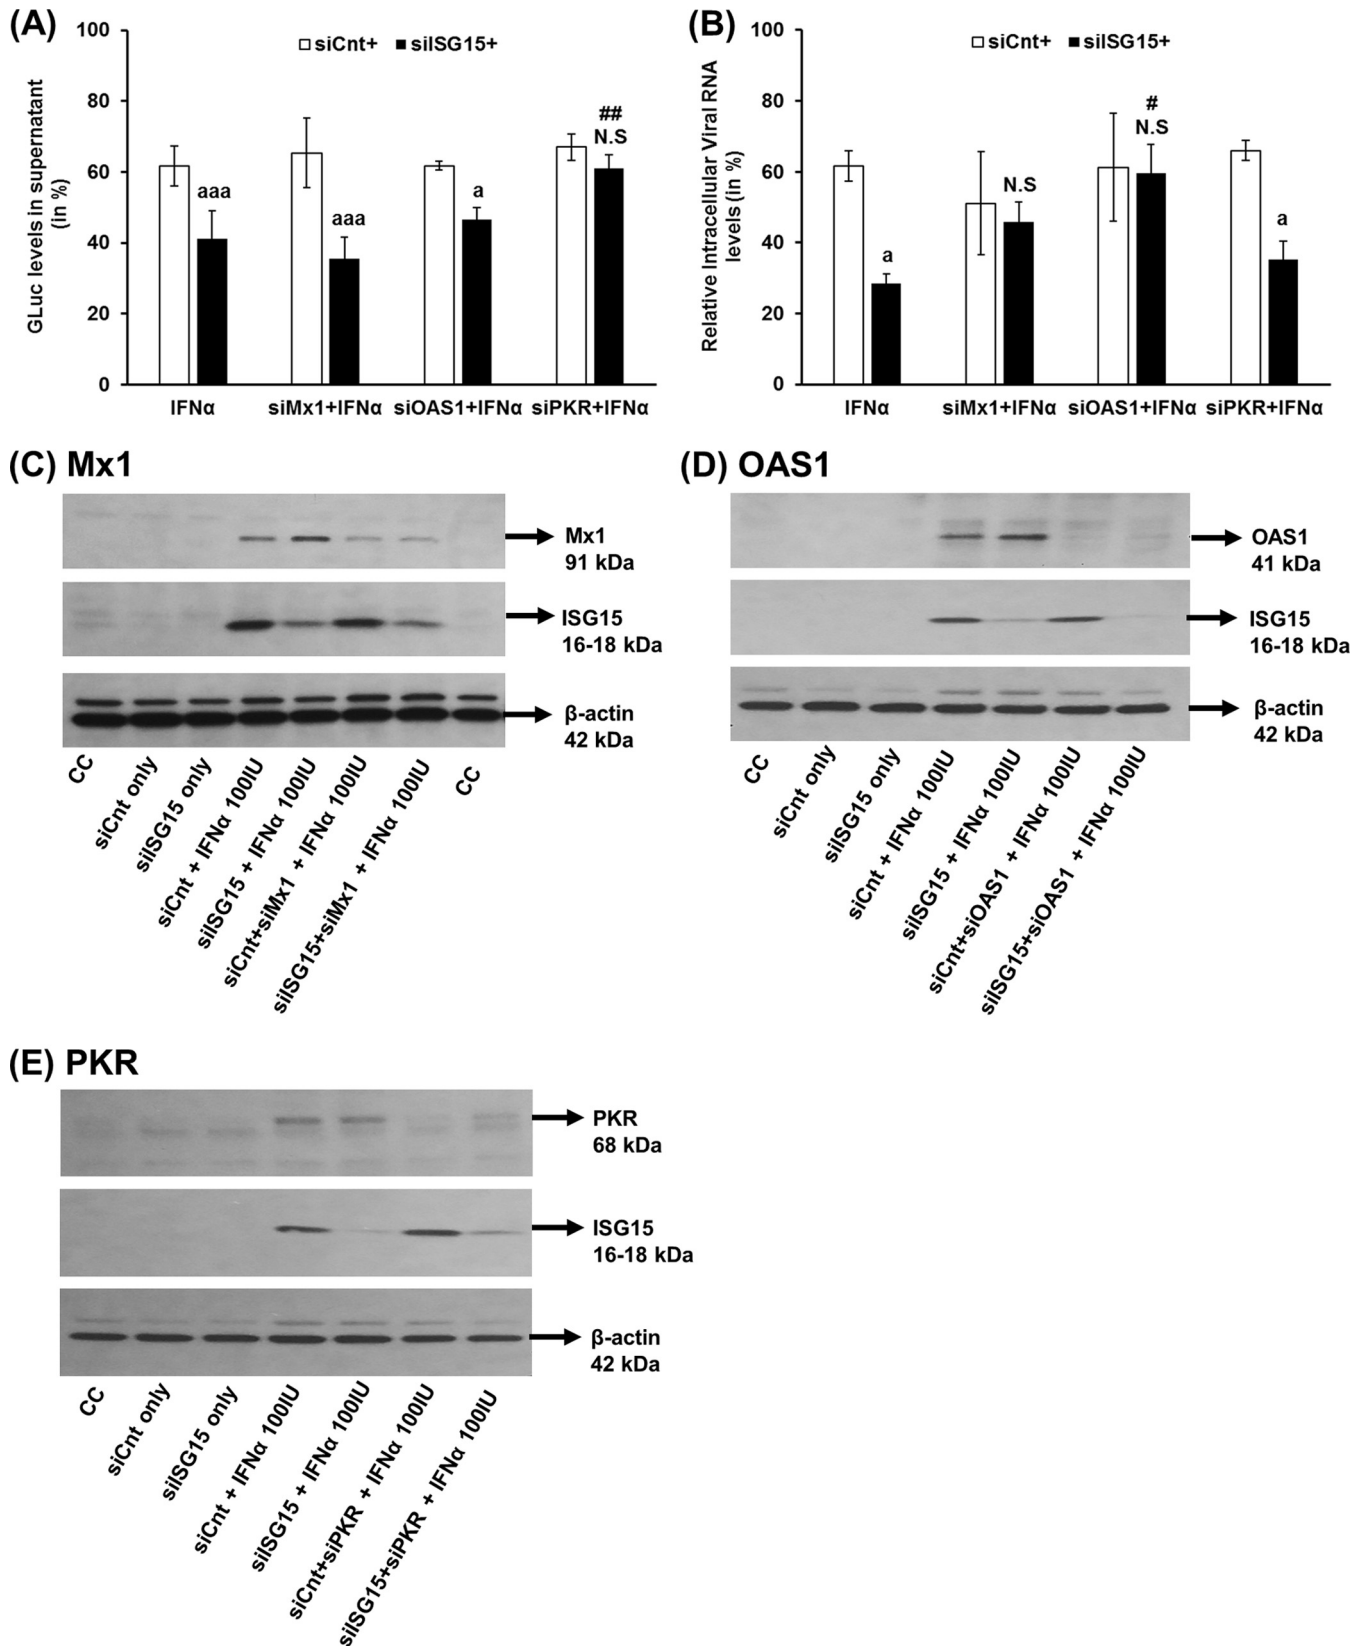 (A)
100
80
60
40
20
0
GLuc levels in supernatant
(in %)
siCnt+ siISG15+
aaa
aaa
a
##
N.S
IFNα siMx1+IFNα siOAS1+IFNα siPKR+IFNα
(B)
100
80
60
40
20
0
Relative Intracellular Viral RNA
levels (in %)
siCnt+ siISG15+
a
N.S
#
N.S
a
IFNα siMx1+IFNα siOAS1+IFNα siPKR+IFNα
(C) Mx1
Mx1
91 kDa
ISG15
16-18 kDa
β-actin
42 kDa
CC
siCnt only
siISG15 only
siCnt + IFNα 100IU
siISG15 + IFNα 100IU
siCnt+siMx1 + IFNα 100IU
siISG15+siMx1 + IFNα 100IU
CC
(D) OAS1
OAS1
41 kDa
ISG15
16-18 kDa
β-actin
42 kDa
CC
siCnt only
siISG15 only
siCnt + IFNα 100IU
siISG15 + IFNα 100IU
siCnt+siOAS1 + IFNα 100IU
siISG15+siOAS1 + IFNα 100IU
(E) PKR
PKR
68 kDa
ISG15
16-18 kDa
β-actin
42 kDa
CC
siCnt only
siISG15 only
siCnt + IFNα 100IU
siISG15 + IFNα 100IU
siCnt+siPKR + IFNα 100IU
siISG15+siPKR + IFNα 100IU